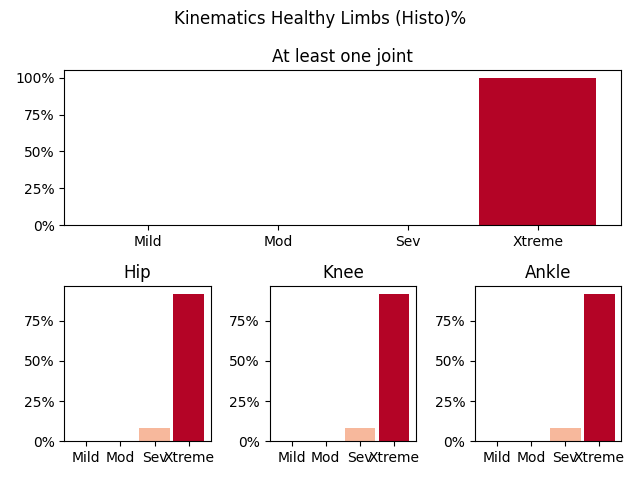 Kinematics Healthy Limbs (Histo)%
At least one joint
100%
75%
50%
25%
0%
Mild Mod Sev Xtreme
Hip Knee Ankle
75% 75% 75%
50% 50% 50%
25% 25% 25%
0% 0% 0%
Mild Mod Sev Xtreme Mild Mod Sev Xtreme Mild Mod Sev Xtreme